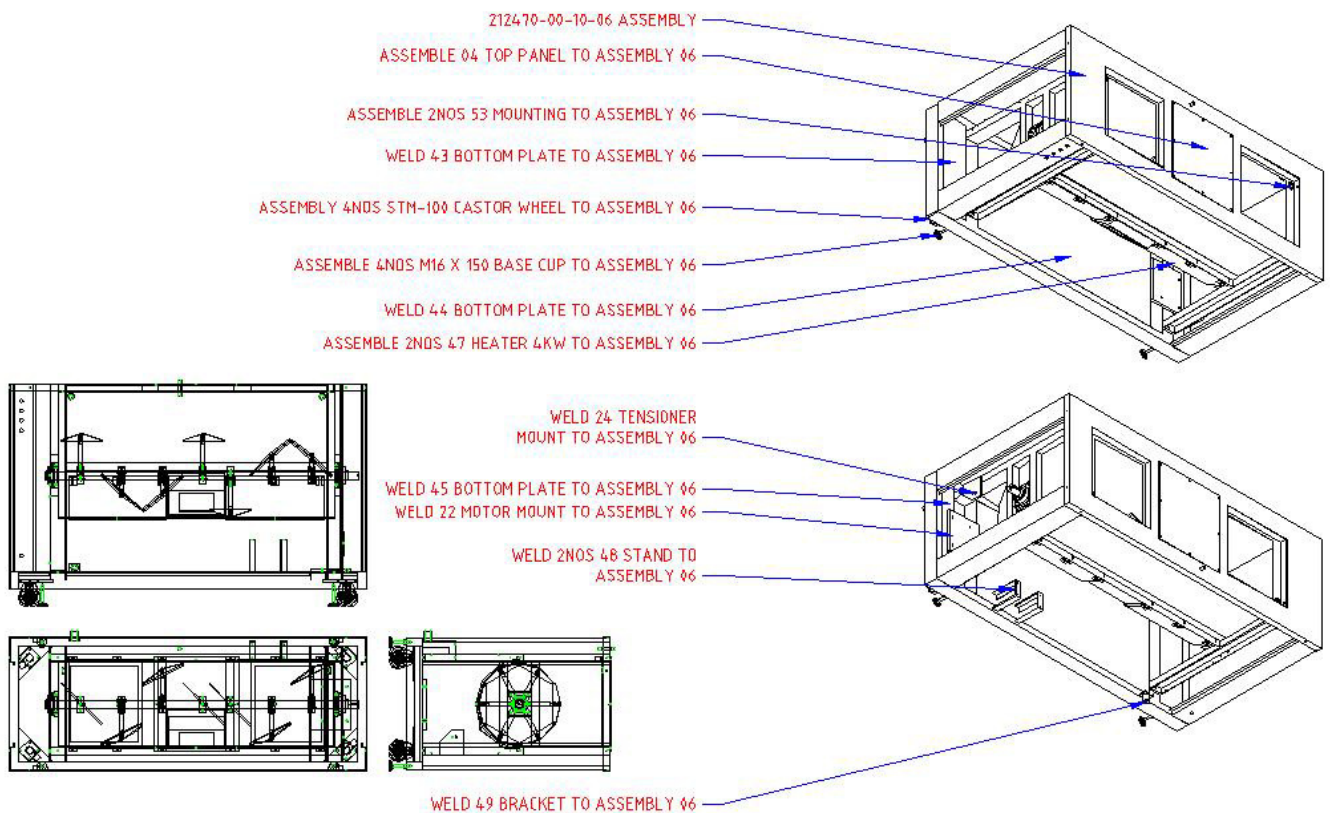 212470-00-10-06 ASSEMBLY
ASSEMBLE 04 TOP PANEL TO ASSEMBLY 06
ASSEMBLE 2NOS 53 MOUNTING TO ASSEMBLY 06
WELD 43 BOTTOM PLATE TO ASSEMBLY 06
ASSEMBLY 4NOS STM-100 CASTOR WHEEL TO ASSEMBLY 06
ASSEMBLE 4NOS M16 X 150 BASE CUP TO ASSEMBLY 06
WELD 44 BOTTOM PLATE TO ASSEMBLY 06
ASSEMBLE 2NOS 47 HEATER 4KW TO ASSEMBLY 06
WELD 24 TENSIONER
MOUNT TO ASSEMBLY 06
WELD 45 BOTTOM PLATE TO ASSEMBLY 06
WELD 22 MOTOR MOUNT TO ASSEMBLY 06
WELD 2NOS 48 STAND TO
ASSEMBLY 06
WELD 49 BRACKET TO ASSEMBLY 06